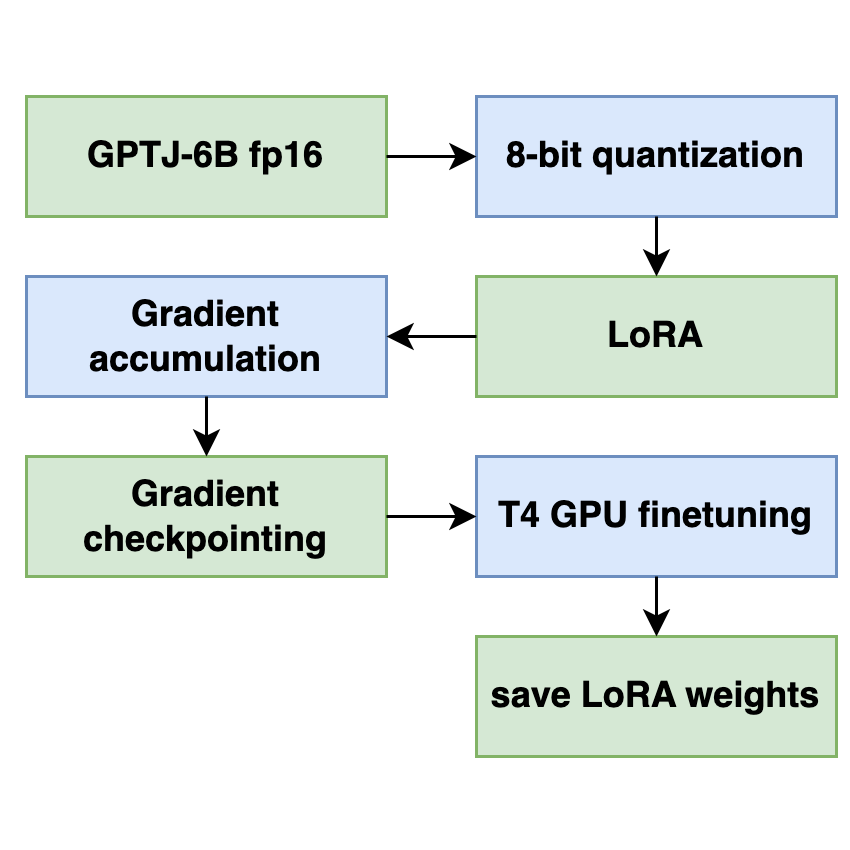 GPTJ-6B fp16
8-bit quantization
LoRA
Gradient
accumulation
Gradient
checkpointing
T4 GPU finetuning
save LoRA weights